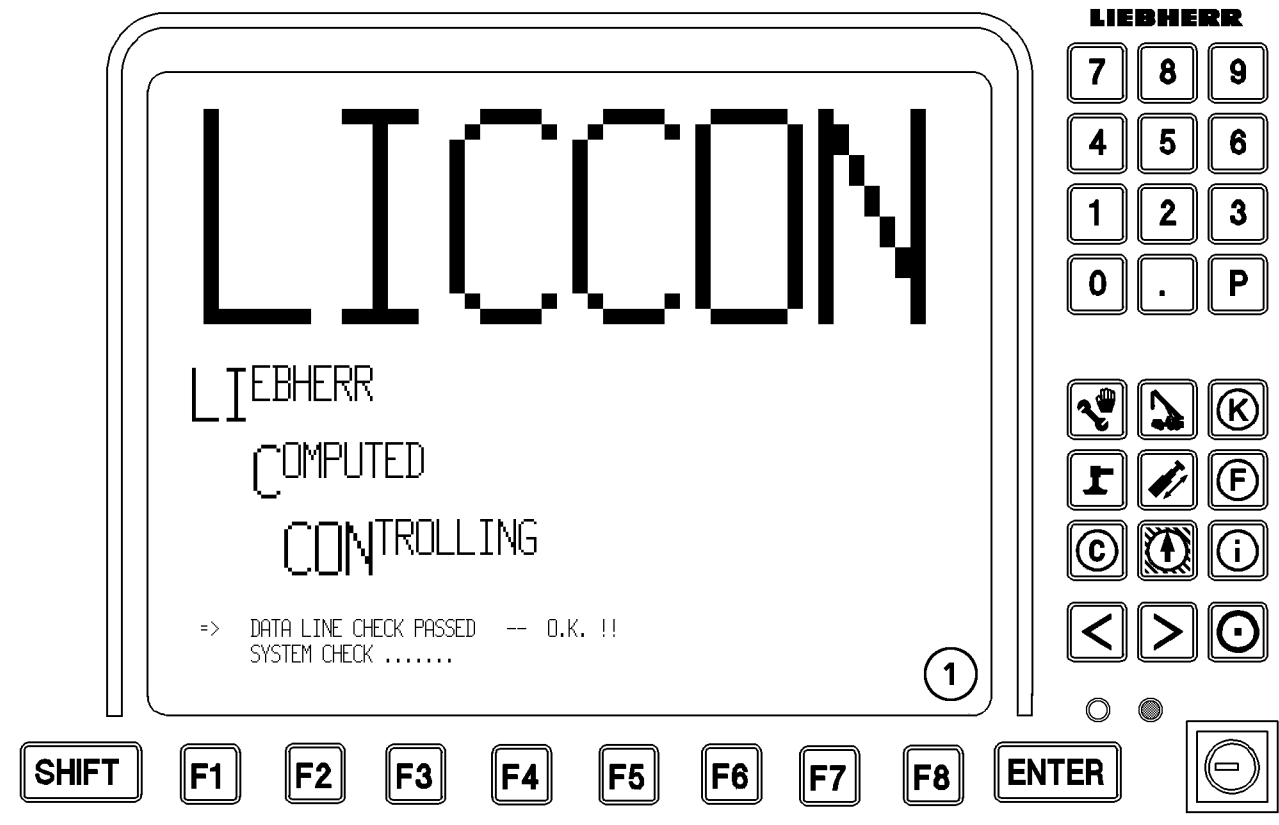 LIEBHERR
LICCON
LIEBHERR
COMPUTED
CONTROLLING
=> DATA LINE CHECK PASSED -- O.K. !!
SYSTEM CHECK .......
1
7 8 9
4 5 6
1 2 3
0 . P
K
F
C i
< >
SHIFT F1 F2 F3 F4 F5 F6 F7 F8 ENTER